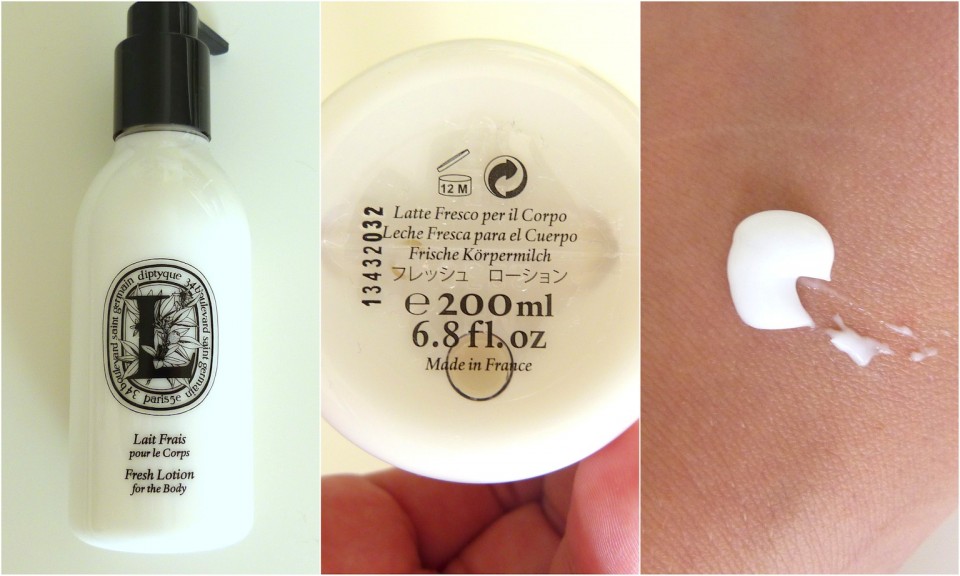 34 boulevard saint germain diptyque 34 boulevard saint germain
paris5e
L
Lait Frais
pour le Corps
Fresh Lotion
for the Body
12 M
13432032
Latte Fresco per il Corpo
Leche Fresca para el Cuerpo
Frische Körpermilch
フレッシュ ローション
e 200ml
6.8 fl. oz
Made in France